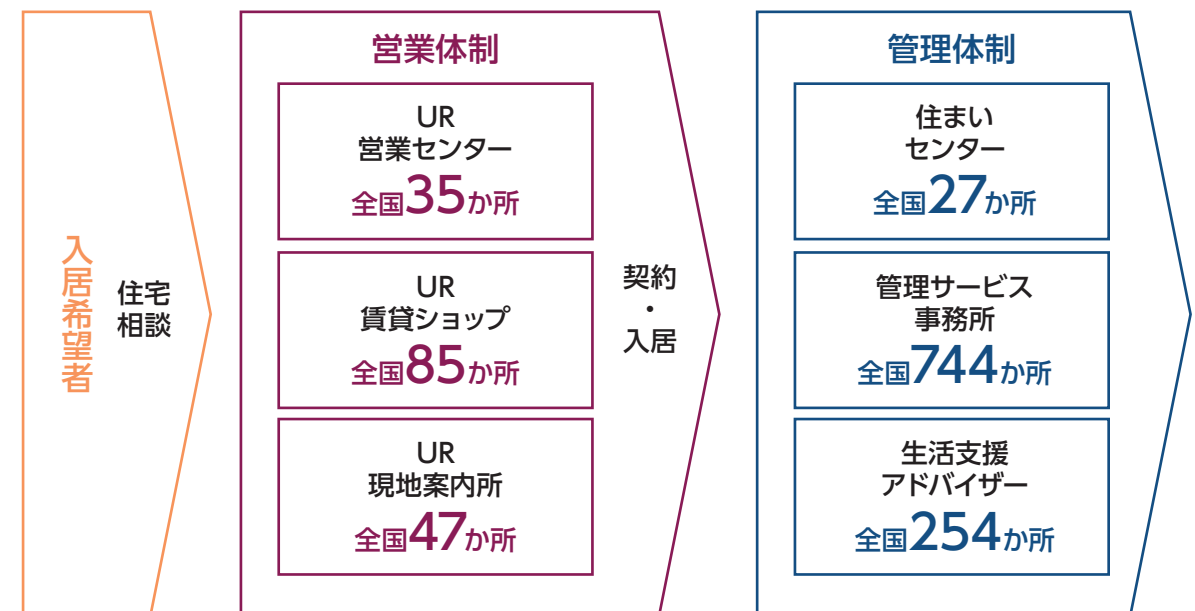 入居希望者
住宅
相談
営業体制
UR
営業センター
全国35か所
UR
賃貸ショップ
全国85か所
UR
現地案内所
全国47か所
契約
・
入居
管理体制
住まい
センター
全国27か所
管理サービス
事務所
全国744か所
生活支援
アドバイザー
全国254か所